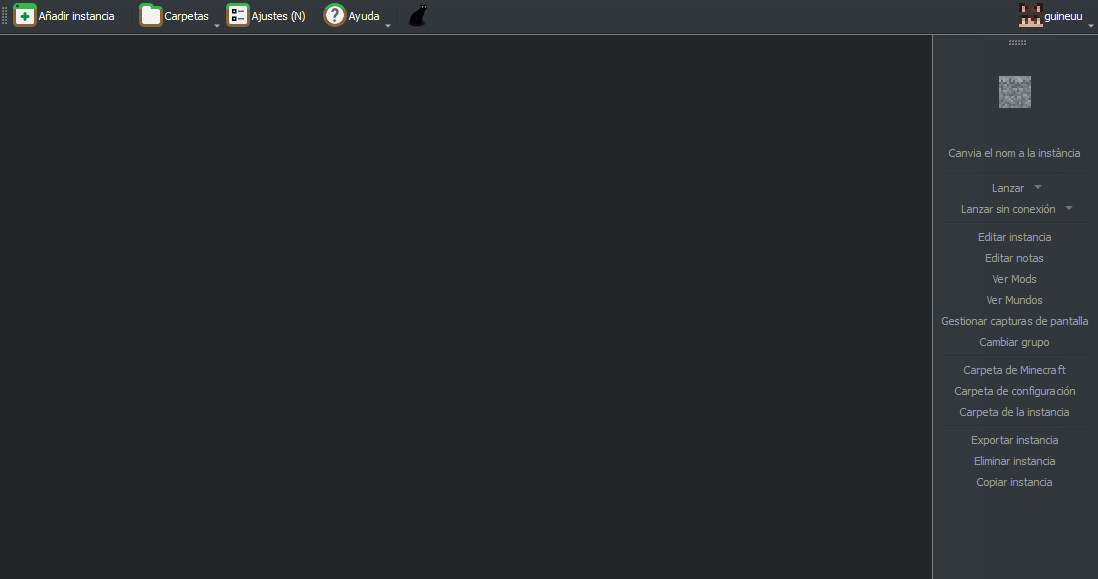 Añadir instancia Carpetas Ajustes (N) Ayuda guineuu
Canvia el nom a la instància
Lanzar
Lanzar sin conexión
Editar instancia
Editar notas
Ver Mods
Ver Mundos
Gestionar capturas de pantalla
Cambiar grupo
Carpeta de Minecraft
Carpeta de configuración
Carpeta de la instancia
Exportar instancia
Eliminar instancia
Copiar instancia